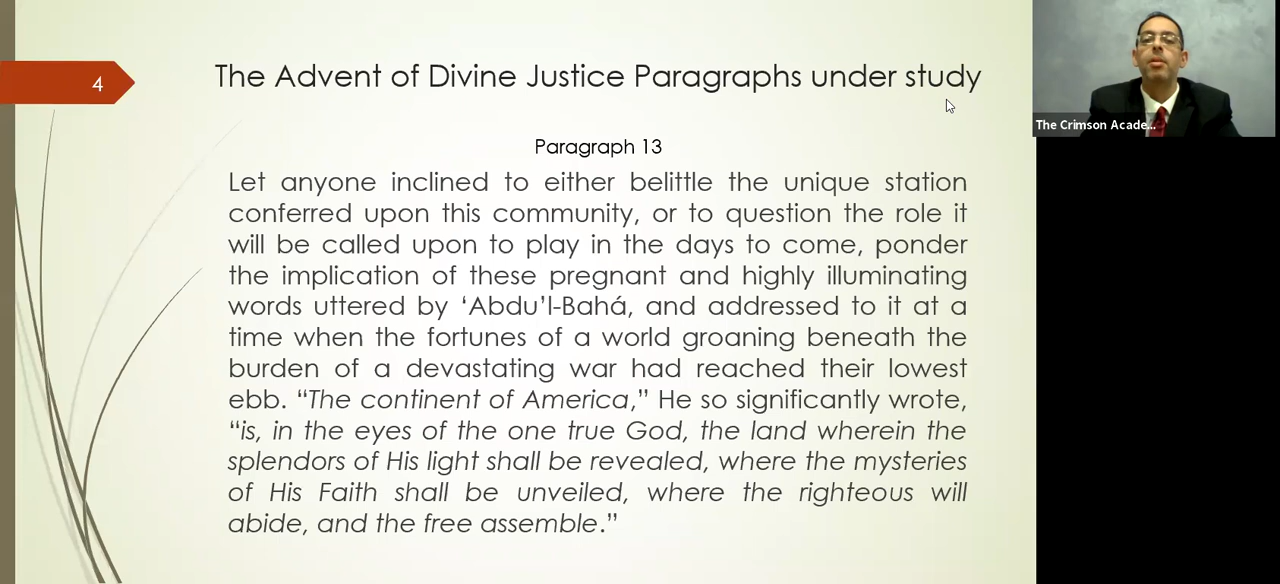 4
The Advent of Divine Justice Paragraphs under study
Paragraph 13
Let anyone inclined to either belittle the unique station
conferred upon this community, or to question the role it
will be called upon to play in the days to come, ponder
the implication of these pregnant and highly illuminating
words uttered by ‘Abdu’l-Bahá, and addressed to it at a
time when the fortunes of a world groaning beneath the
burden of a devastating war had reached their lowest
ebb. “The continent of America,” He so significantly wrote,
“is, in the eyes of the one true God, the land wherein the
splendors of His light shall be revealed, where the mysteries
of His Faith shall be unveiled, where the righteous will
abide, and the free assemble.”
The Crimson Acade...